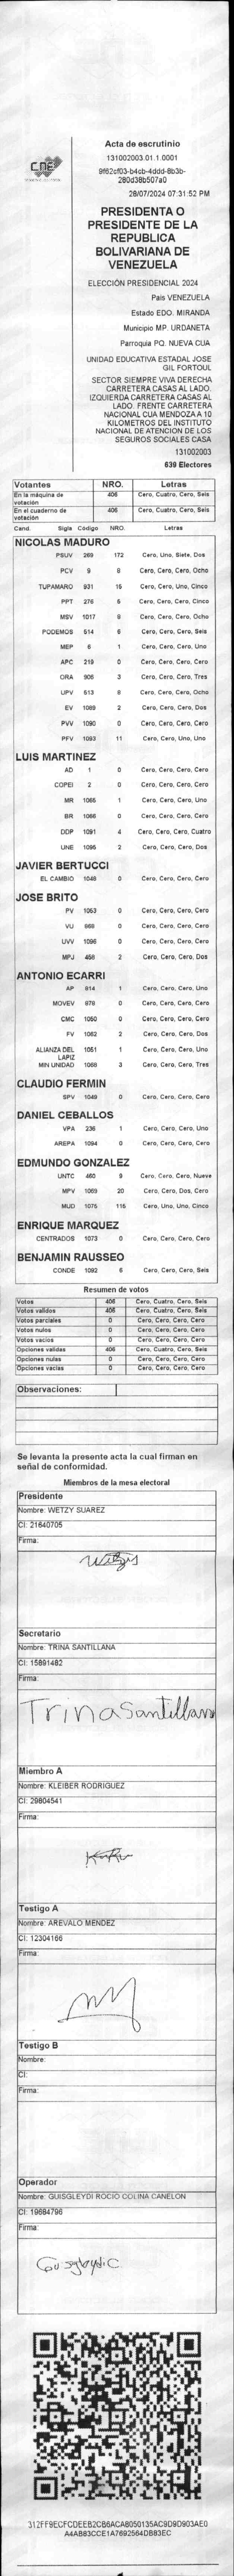 CNE
Acta de escrutinio
131002003.01.1.0001
9f62cf03-b4cb-4ddd-8b3b-
280d38b507a0
28/07/2024 07:31:52 PM
PRESIDENTA O
PRESIDENTE DE LA
REPUBLICA
BOLIVARIANA DE
VENEZUELA
ELECCIÓN PRESIDENCIAL 2024
País VENEZUELA
Estado EDO. MIRANDA
Municipio MP. URDANETA
Parroquia PQ. NUEVA CUA
UNIDAD EDUCATIVA ESTADAL JOSE
GIL FORTOUL
SECTOR SIEMPRE VIVA DERECHA
CARRETERA CASAS AL LADO.
IZQUIERDA CARRETERA CASAS AL
LADO. FRENTE CARRETERA
NACIONAL CUA MENDOZA A 10
KILOMETROS DEL INSTITUTO
NACIONAL DE ATENCION DE LOS
SEGUROS SOCIALES CASA
131002003
639 Electores
Votantes NRO. Letras
En la máquina de votación 406 Cero, Cuatro, Cero, Seis
En el cuaderno de votación 406 Cero, Cuatro, Cero, Seis
Cand. Sigla Código NRO. Letras
NICOLAS MADURO
PSUV 269 172 Cero, Uno, Siete, Dos
PCV 9 8 Cero, Cero, Cero, Ocho
TUPAMARO 931 15 Cero, Cero, Uno, Cinco
PPT 276 5 Cero, Cero, Cero, Cinco
MSV 1017 8 Cero, Cero, Cero, Ocho
PODEMOS 514 6 Cero, Cero, Cero, Seis
MEP 6 1 Cero, Cero, Cero, Uno
APC 219 0 Cero, Cero, Cero, Cero
ORA 906 3 Cero, Cero, Cero, Tres
UPV 513 8 Cero, Cero, Cero, Ocho
EV 1089 2 Cero, Cero, Cero, Dos
PVV 1090 0 Cero, Cero, Cero, Cero
PFV 1093 11 Cero, Cero, Uno, Uno
LUIS MARTINEZ
AD 1 0 Cero, Cero, Cero, Cero
COPEI 2 0 Cero, Cero, Cero, Cero
MR 1065 1 Cero, Cero, Cero, Uno
BR 1066 0 Cero, Cero, Cero, Cero
DDP 1091 4 Cero, Cero, Cero, Cuatro
UNE 1095 2 Cero, Cero, Cero, Dos
JAVIER BERTUCCI
EL CAMBIO 1048 0 Cero, Cero, Cero, Cero
JOSE BRITO
PV 1053 0 Cero, Cero, Cero, Cero
VU 868 0 Cero, Cero, Cero, Cero
UVV 1096 0 Cero, Cero, Cero, Cero
MPJ 458 2 Cero, Cero, Cero, Dos
ANTONIO ECARRI
AP 914 1 Cero, Cero, Cero, Uno
MOVEV 978 0 Cero, Cero, Cero, Cero
CMC 1050 0 Cero, Cero, Cero, Cero
FV 1062 2 Cero, Cero, Cero, Dos
ALIANZA DEL LAPIZ 1051 1 Cero, Cero, Cero, Uno
MIN UNIDAD 1088 3 Cero, Cero, Cero, Tres
CLAUDIO FERMIN
SPV 1049 0 Cero, Cero, Cero, Cero
DANIEL CEBALLOS
VPA 236 1 Cero, Cero, Cero, Uno
AREPA 1094 0 Cero, Cero, Cero, Cero
EDMUNDO GONZALEZ
UNTC 460 9 Cero, Cero, Cero, Nueve
MPV 1069 20 Cero, Cero, Dos, Cero
MUD 1075 115 Cero, Uno, Uno, Cinco
ENRIQUE MARQUEZ
CENTRADOS 1073 0 Cero, Cero, Cero, Cero
BENJAMIN RAUSSEO
CONDE 1092 6 Cero, Cero, Cero, Seis
Resumen de votos
Votos 406 Cero, Cuatro, Cero, Seis
Votos validos 406 Cero, Cuatro, Cero, Seis
Votos parciales 0 Cero, Cero, Cero, Cero
Votos nulos 0 Cero, Cero, Cero, Cero
Votos vacios 0 Cero, Cero, Cero, Cero
Opciones validas 406 Cero, Cuatro, Cero, Seis
Opciones nulas 0 Cero, Cero, Cero, Cero
Opciones vacias 0 Cero, Cero, Cero, Cero
Observaciones:
Se levanta la presente acta la cual firman en
señal de conformidad.
Miembros de la mesa electoral
Presidente
Nombre: WETZY SUAREZ
CI: 21640705
Firma:
Secretario
Nombre: TRINA SANTILLANA
CI: 15891482
Firma:
Trina Santillana
Miembro A
Nombre: KLEIBER RODRIGUEZ
CI: 29804541
Firma:
Testigo A
Nombre: AREVALO MENDEZ
CI: 12304166
Firma:
Testigo B
Nombre:
CI:
Firma:
Operador
Nombre: GUISGLEYDI ROCIO COLINA CANELON
CI: 19684796
Firma:
312FF9ECFCDEEB2CB6ACA6050135AC9D9D903AE0
A4AB83CCE1A7692564DB83EC